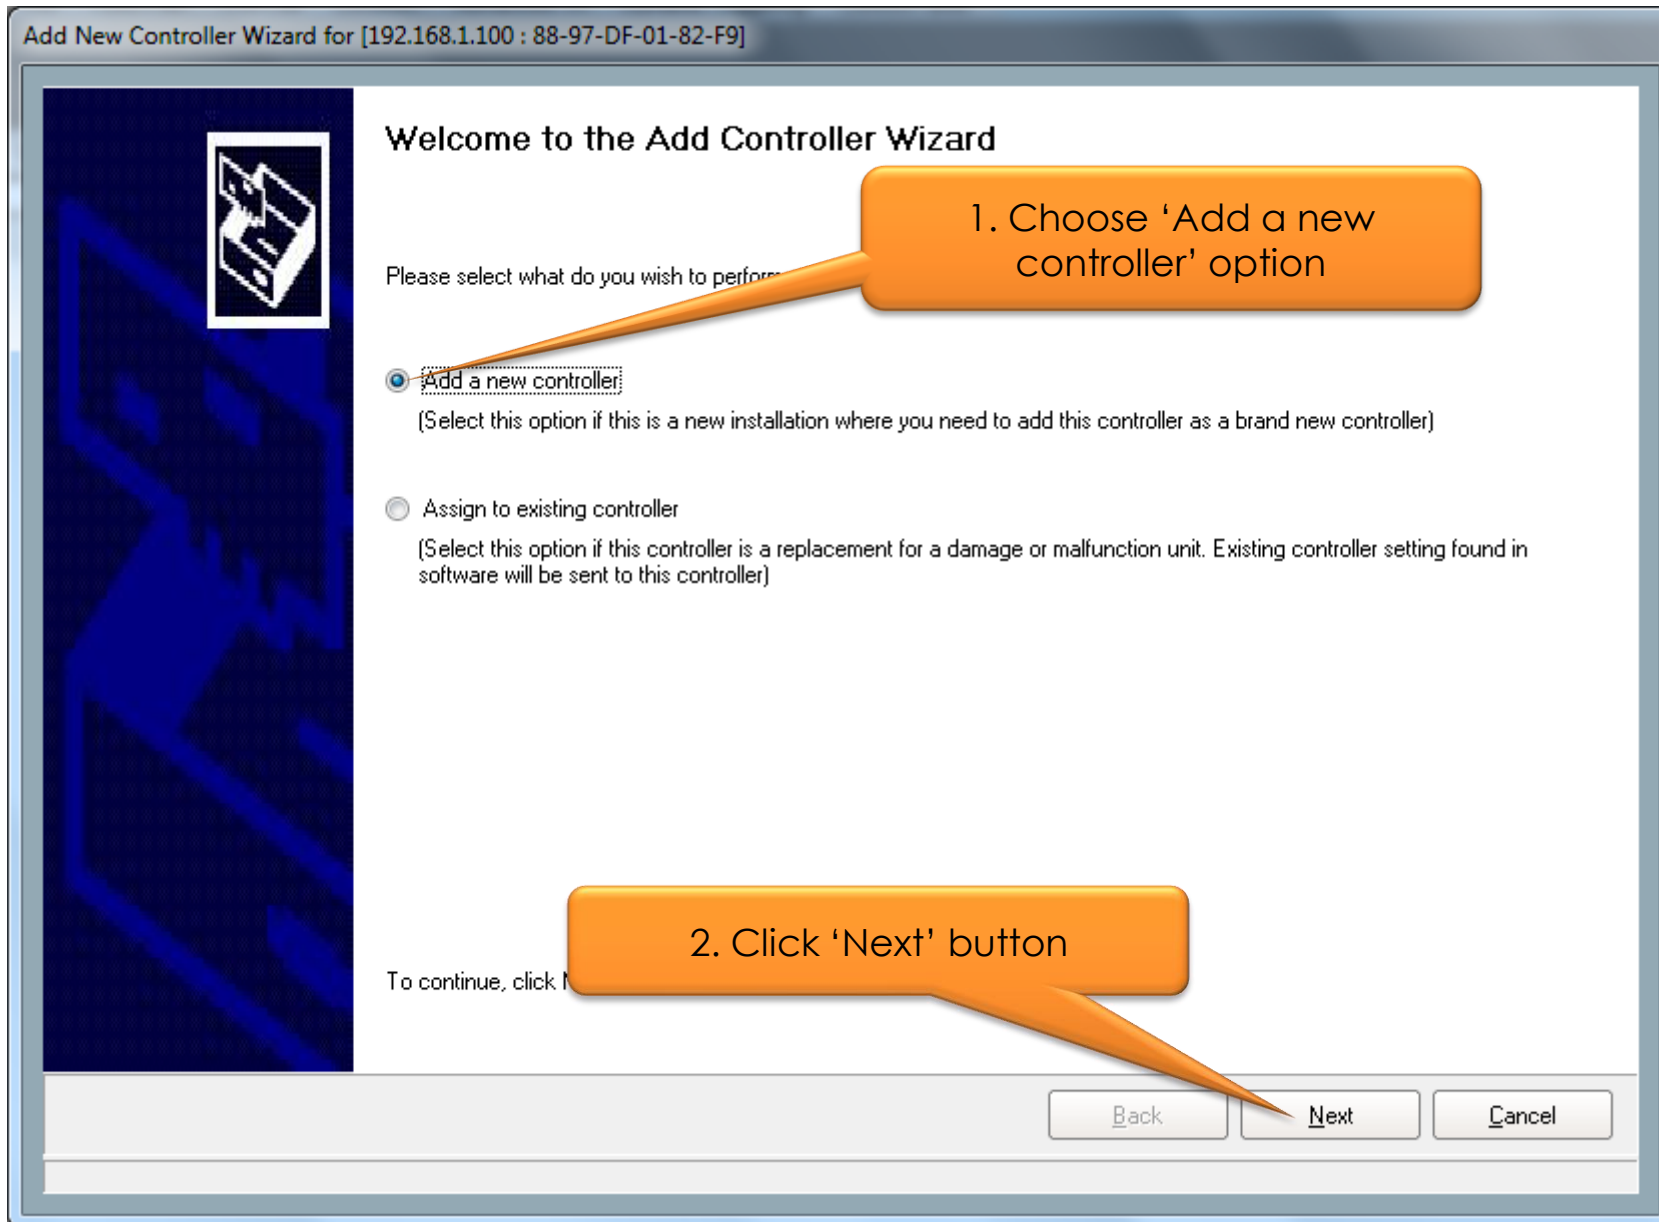 Add New Controller Wizard for [192.168.1.100 : 88-97-DF-01-82-F9]
Welcome to the Add Controller Wizard
1. Choose ‘Add a new
controller’ option
Please select what do you wish to perform
Add a new controller
(Select this option if this is a new installation where you need to add this controller as a brand new controller)
Assign to existing controller
(Select this option if this controller is a replacement for a damage or malfunction unit. Existing controller setting found in
software will be sent to this controller)
2. Click ‘Next’ button
To continue, click
Back
Next
Cancel